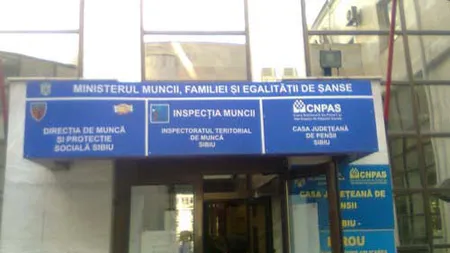 MINISTERUL MUNCII, FAMILIEI ȘI EGALITĂȚII DE ȘANSE
DIRECȚIA DE MUNCĂ
ȘI PROTECȚIE
SOCIALĂ SIBIU
INSPECȚIA MUNCII
INSPECTORATUL TERITORIAL
DE MUNCĂ
SIBIU
CNPAS
CASA JUDEȚEANĂ
DE PENSII
SIBIU
CNPAS
CASA JUDEȚEANĂ DE
PENSII
SIBIU -